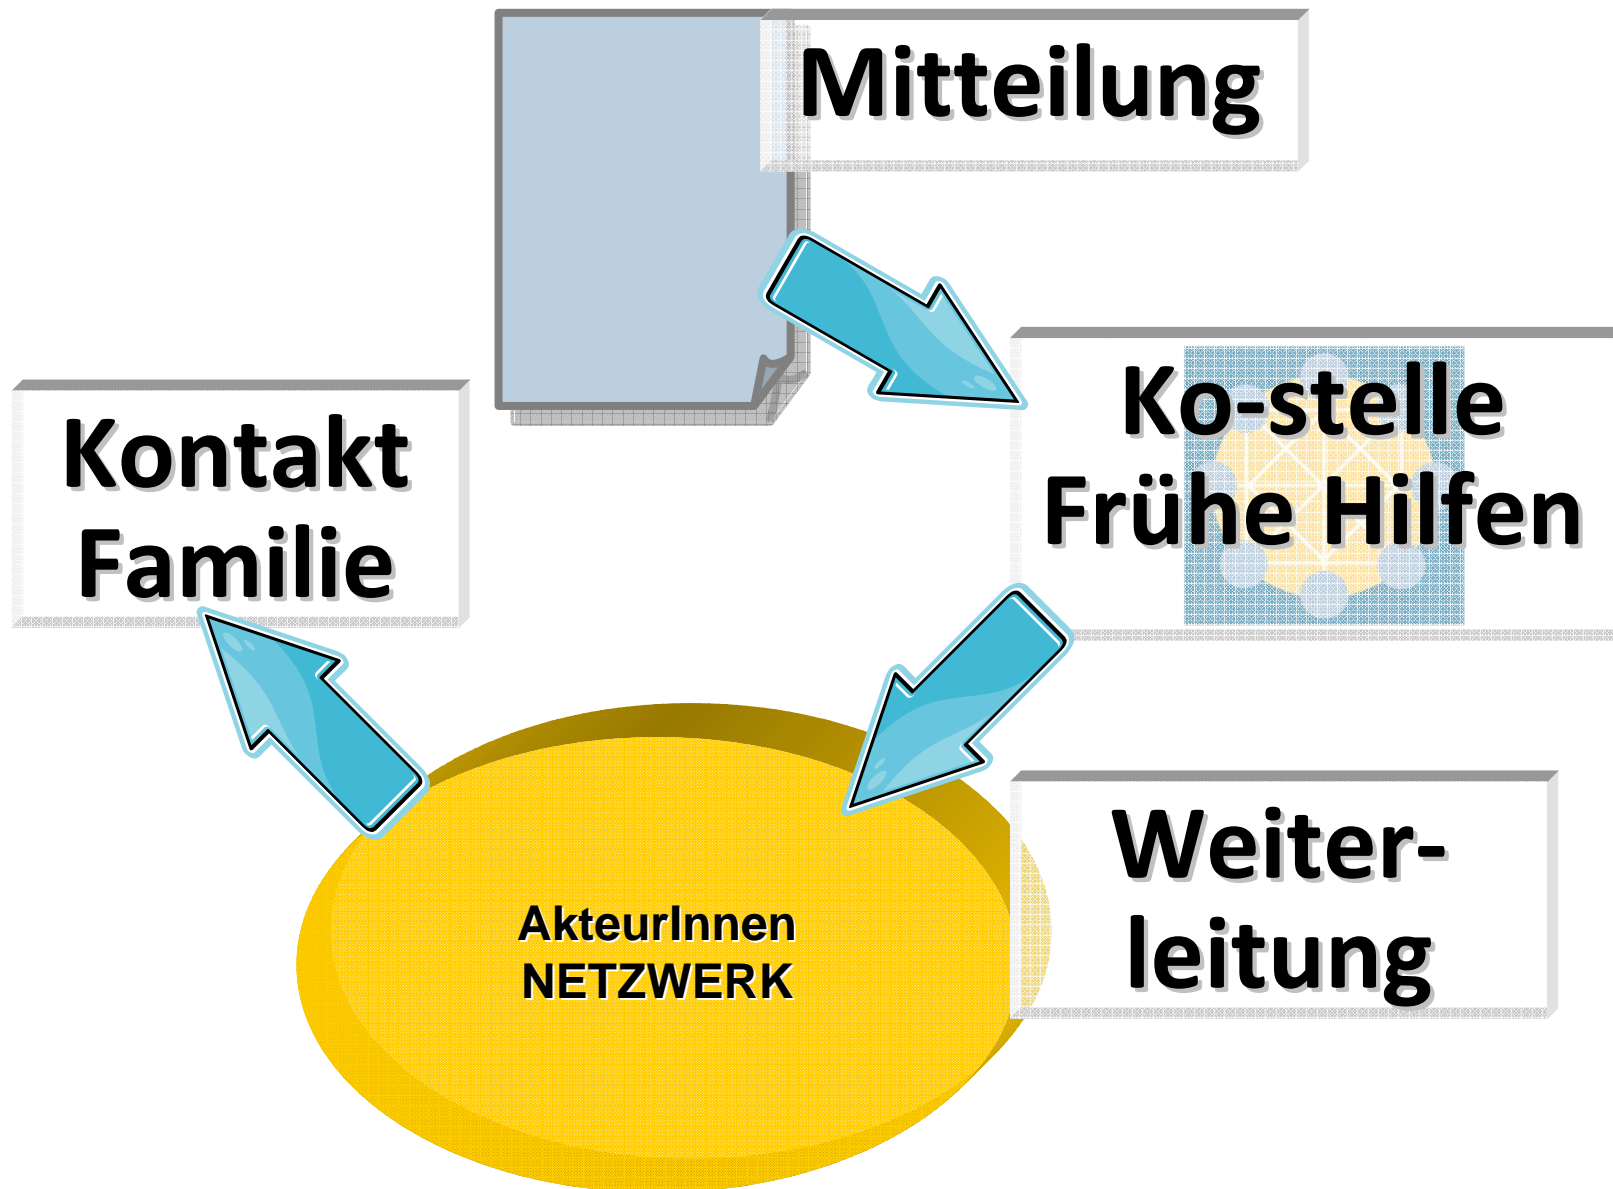 Mitteilung
Ko-stelle
Frühe Hilfen
Kontakt
Familie
Weiter-
leitung
AkteurInnen
NETZWERK